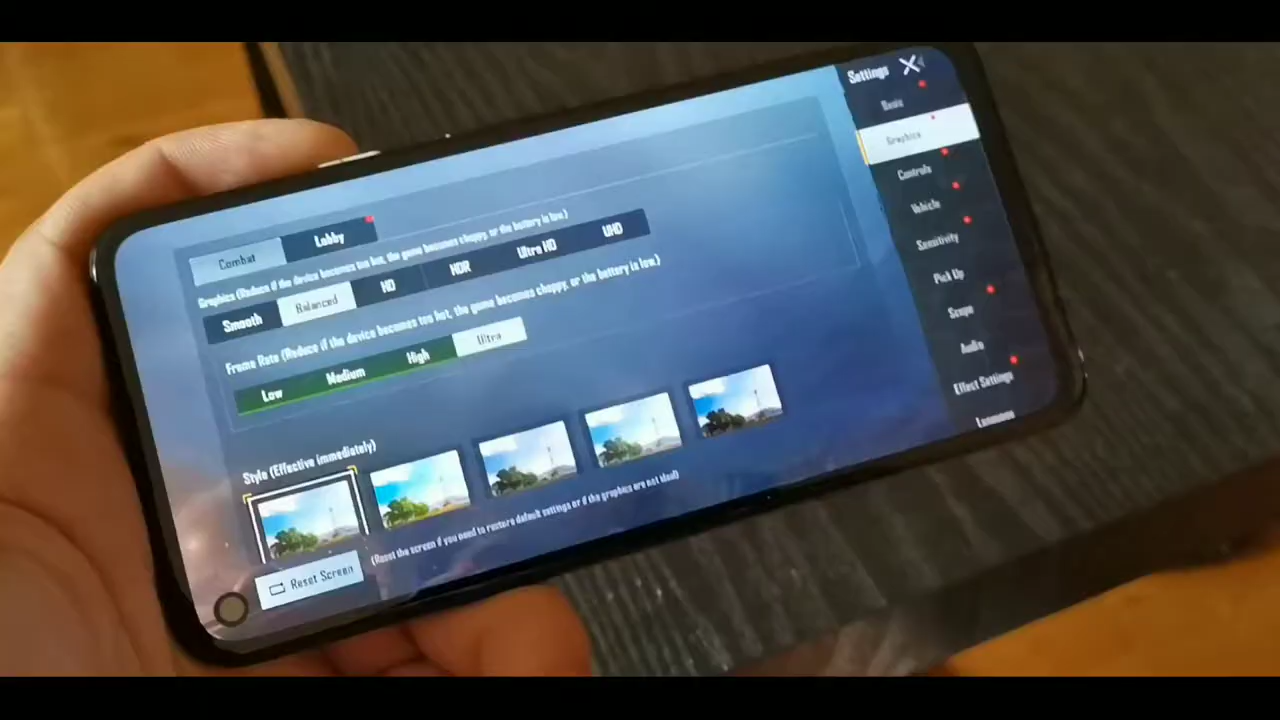 Settings
Basic
Graphics
Controls
Vehicle
Sensitivity
Pick Up
Scope
Audio
Effect Settings
Language
Combat Lobby
Graphics (Reduce if the device becomes too hot, the game becomes choppy, or the battery is low.)
Smooth Balanced HD HDR Ultra HD UHD
Frame Rate (Reduce if the device becomes too hot, the game becomes choppy, or the battery is low.)
Low Medium High Ultra
Style (Effective immediately)
Reset Screen (Reset the screen if you need to restore default settings or if the graphics are not ideal)